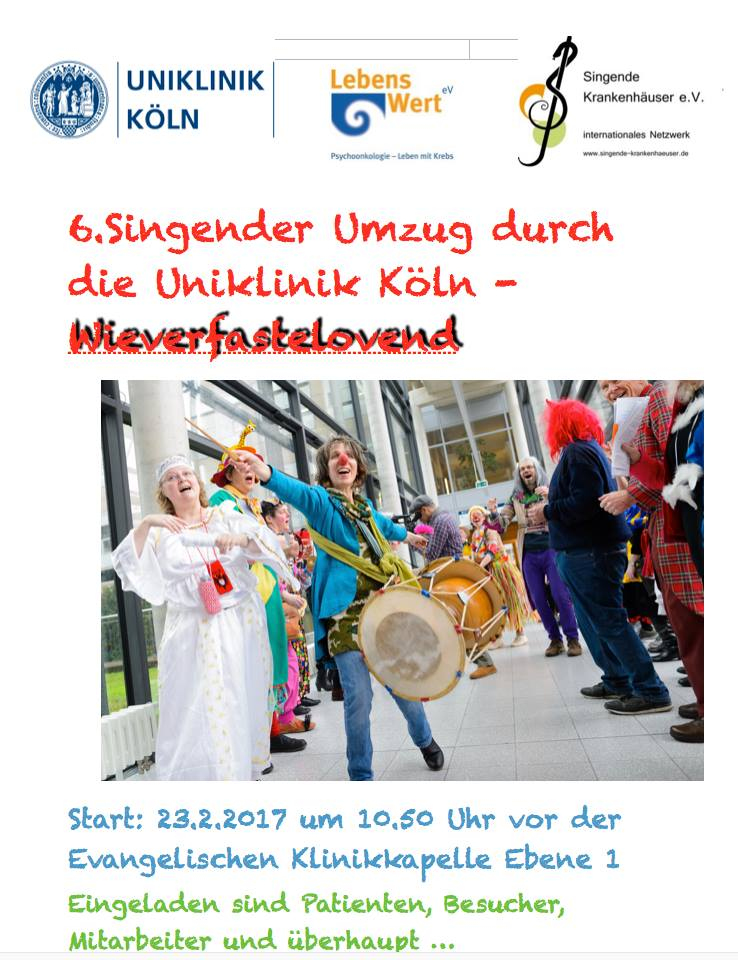 UNIKLINIK
KÖLN
Lebens
Wert eV
Psychoonkologie – Leben mit Krebs
Singende
Krankenhäuser e.V.
internationales Netzwerk
www.singende-krankenhaeuser.de
6.Singender Umzug durch
die Uniklinik Köln -
Wieverfastelovend
Start: 23.2.2017 um 10.50 Uhr vor der
Evangelischen Klinikkapelle Ebene 1
Eingeladen sind Patienten, Besucher,
Mitarbeiter und überhaupt ...